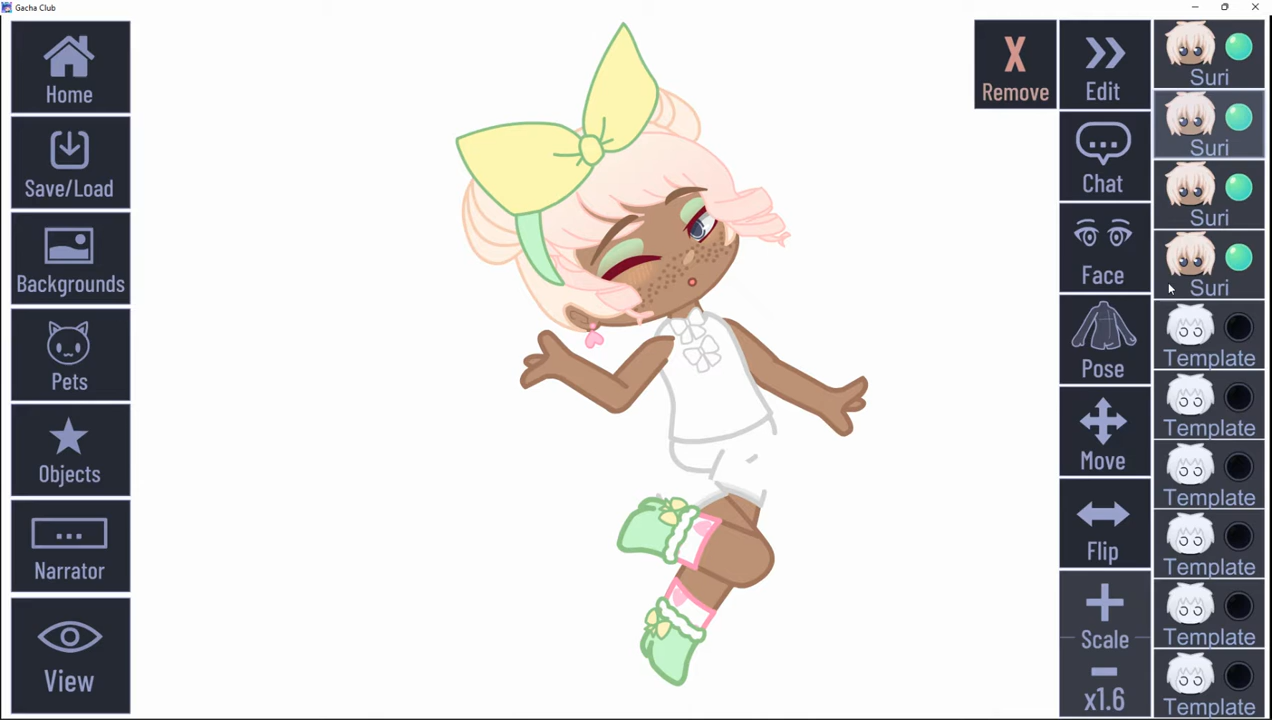 Gacha Club
Home
Save/Load
Backgrounds
Pets
Objects
Narrator
View
X
Remove
Edit
Chat
Face
Pose
Move
Flip
Scale
x1.6
Suri
Suri
Suri
Suri
Template
Template
Template
Template
Template
Template